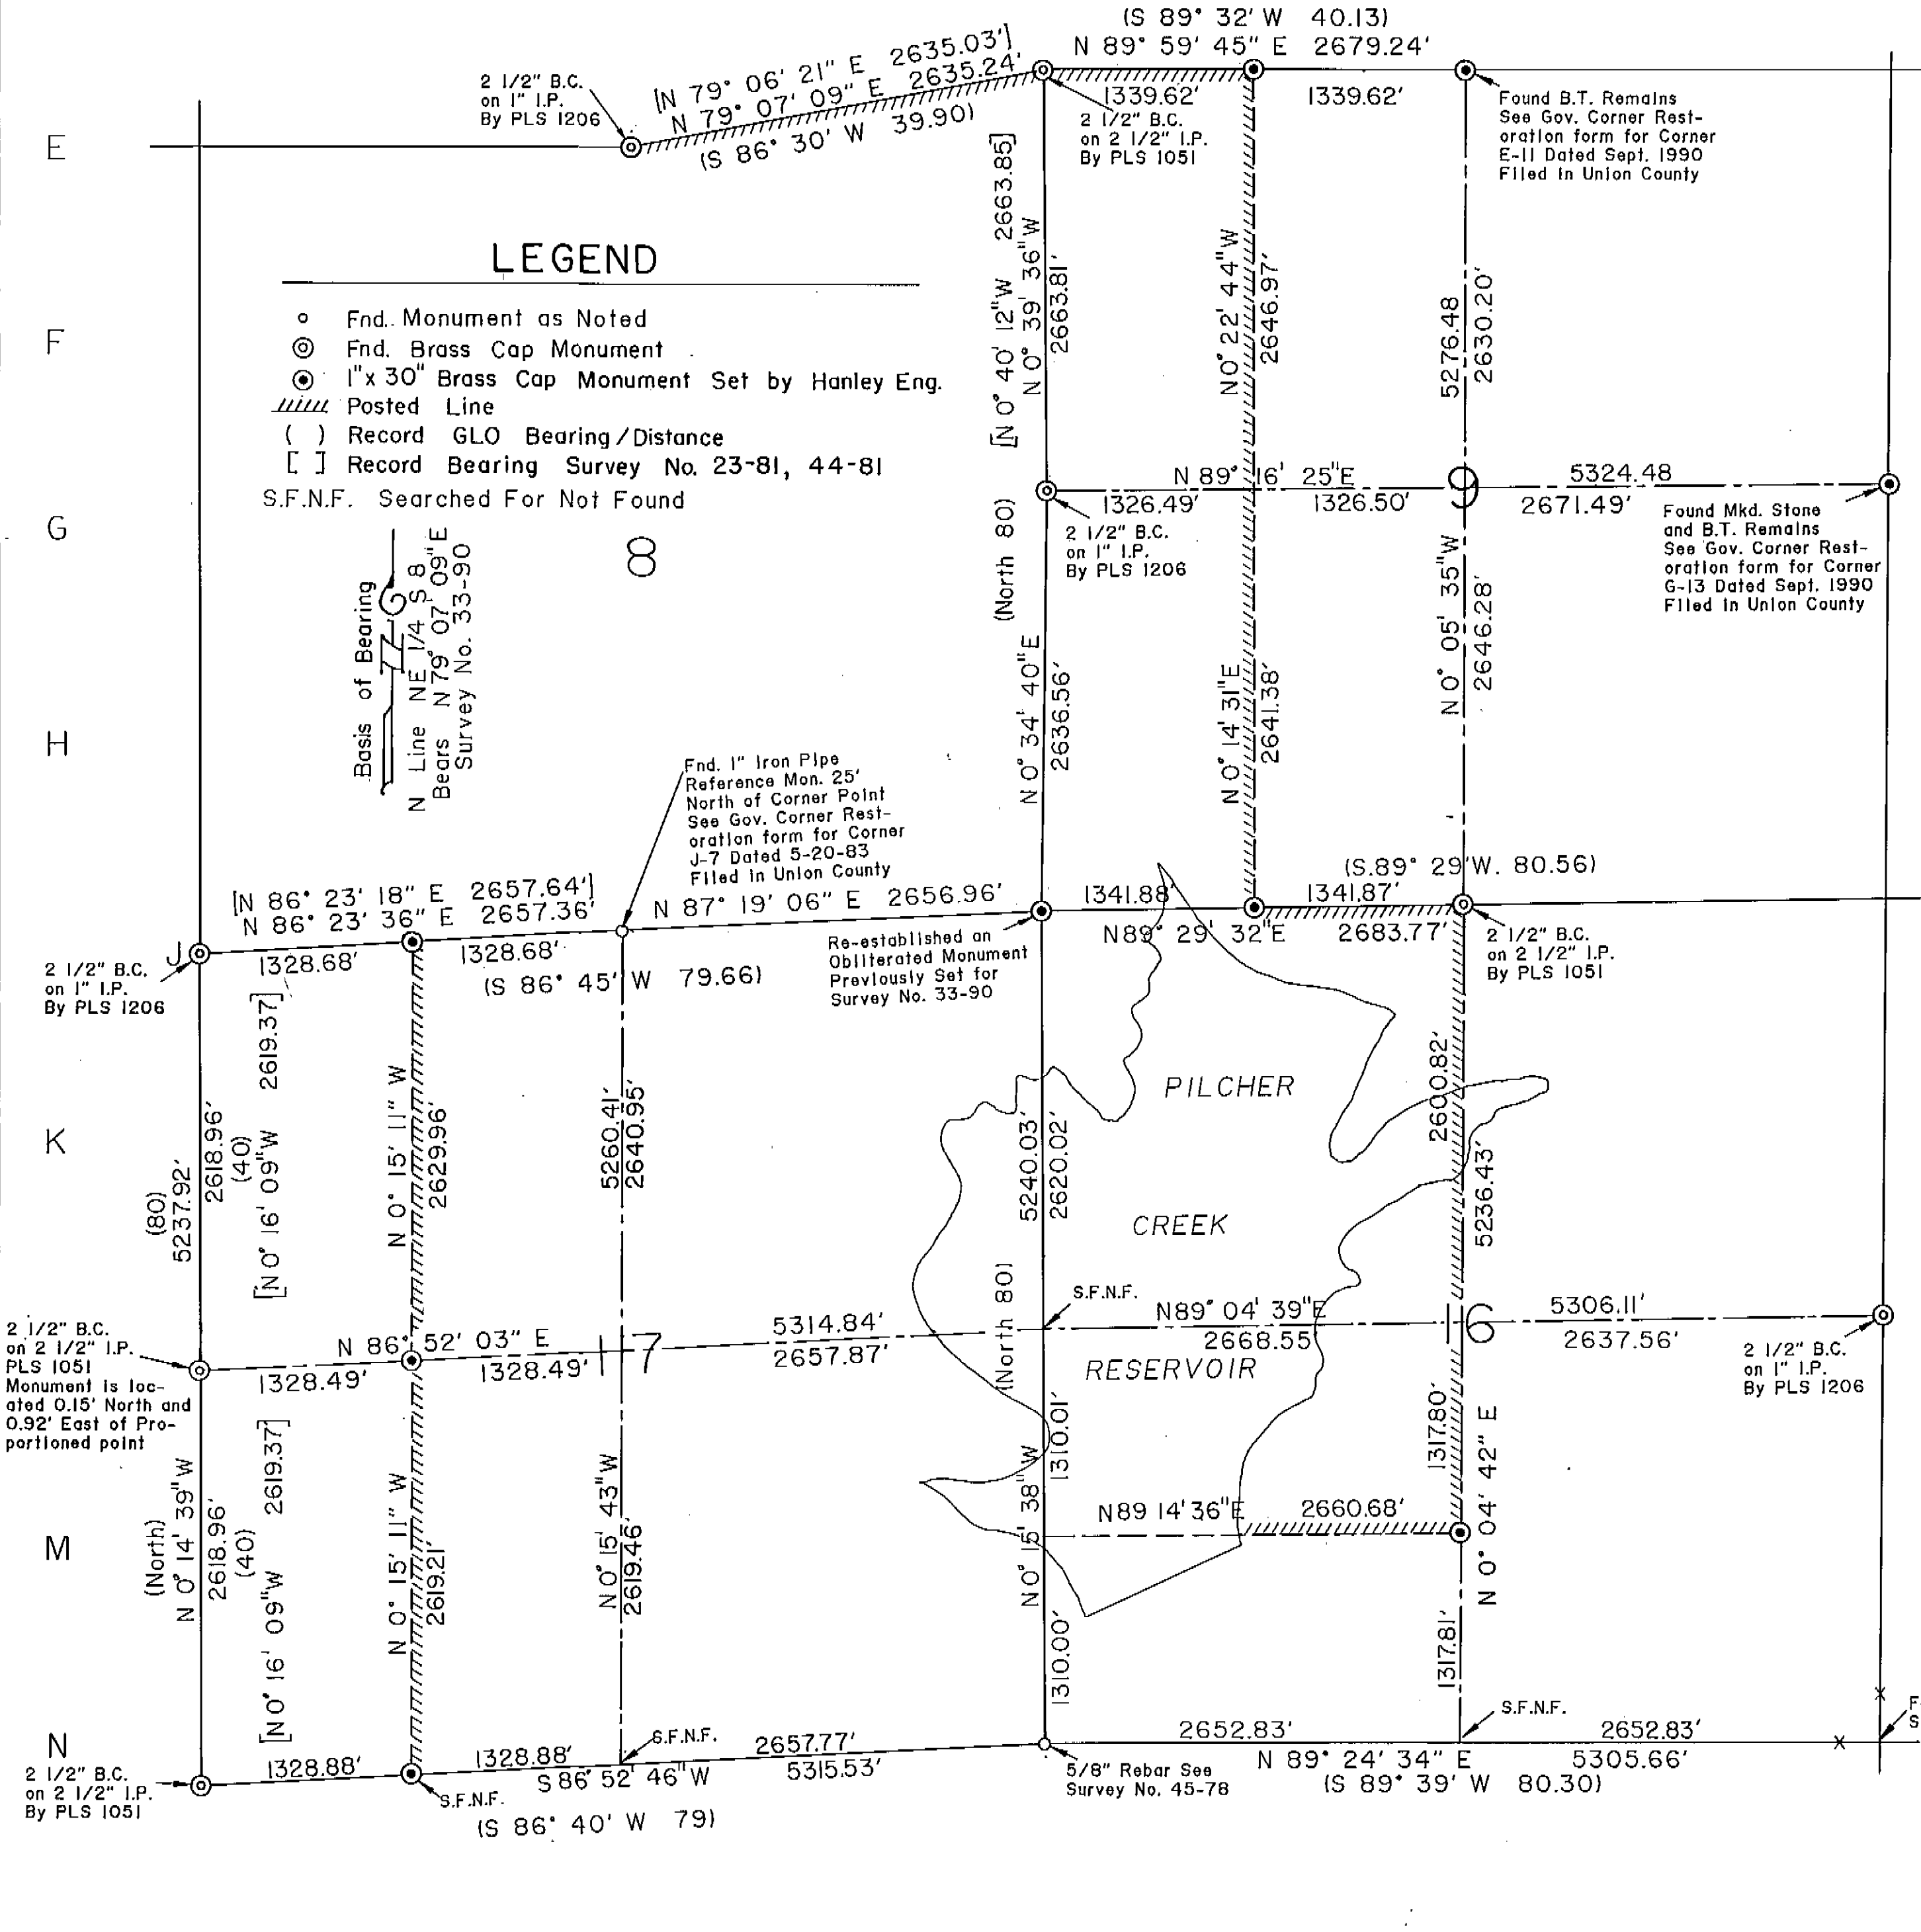 (S 89° 32' W 40.13)
N 89° 59' 45" E 2679.24'
[N 79° 06' 21" E 2635.03']
N 79° 07' 09" E 2635.24'
(S 86° 30' W 39.90)
2 1/2" B.C.
on 1" I.P.
By PLS 1206
1339.62'
1339.62'
2 1/2" B.C.
on 2 1/2" I.P.
By PLS 1051
Found B.T. Remains
See Gov. Corner Rest-
oration form for Corner
E-11 Dated Sept. 1990
Filed in Union County
E
F
G
H
J
K
M
N
LEGEND
Fnd. Monument as Noted
Fnd. Brass Cap Monument
1"x 30" Brass Cap Monument Set by Hanley Eng.
Posted Line
( ) Record GLO Bearing/Distance
[ ] Record Bearing Survey No. 23-81, 44-81
S.F.N.F. Searched For Not Found
Basis of Bearing
N Line NE 1/4 S 8
Bears N 79° 07' 09" E
Survey No. 33-90
8
[N 0° 40' 12" W 2663.85]
N 0° 39' 36" W
2663.81'
N 0° 22' 44" W
2646.97'
5276.48
2630.20'
N 89° 16' 25" E
1326.49'
1326.50'
9
5324.48
2671.49'
2 1/2" B.C.
on 1" I.P.
By PLS 1206
Found Mkd. Stone
and B.T. Remains
See Gov. Corner Rest-
oration form for Corner
G-13 Dated Sept. 1990
Filed in Union County
(North 80)
N 0° 34' 40" E
2636.56'
N 0° 14' 31" E
2641.38'
N 0° 05' 35" W
2646.28'
Fnd. 1" Iron Pipe
Reference Mon. 25'
North of Corner Point
See Gov. Corner Rest-
oration form for Corner
J-7 Dated 5-20-83
Filed in Union County
[N 86° 23' 18" E 2657.64']
N 86° 23' 36" E 2657.36'
N 87° 19' 06" E 2656.96'
1328.68'
1328.68'
(S 86° 45' W 79.66)
2 1/2" B.C.
on 1" I.P.
By PLS 1206
Re-established an
Obliterated Monument
Previously Set for
Survey No. 33-90
(S.89° 29' W. 80.56)
1341.88'
1341.87'
N89° 29' 32"E
2683.77'
2 1/2" B.C.
on 2 1/2" I.P.
By PLS 1051
(80)
5237.92'
2618.96'
(40)
[N 0° 16' 09" W 2619.37]
N 0° 15' 11" W
2629.96'
5260.41'
2640.95'
5240.03'
2620.02'
PILCHER
CREEK
RESERVOIR
2600.82'
5236.43'
(North 80)
S.F.N.F.
N89° 04' 39"E
2668.55'
16
5306.11'
2637.56'
2 1/2" B.C.
on 1" I.P.
By PLS 1206
2 1/2" B.C.
on 2 1/2" I.P.
PLS 1051
Monument is loc-
ated 0.15' North and
0.92' East of Pro-
portioned point
N 86° 52' 03" E
1328.49'
1328.49'
17
5314.84'
2657.87'
(North)
N 0° 14' 39" W
2618.96'
(40)
[N 0° 16' 09" W 2619.37]
N 0° 15' 11" W
2619.21'
N 0° 15' 43" W
2619.46'
N 0° 15' 38" W
1310.01'
1310.00'
N89 14' 36"E
2660.68'
1317.80'
N 0° 04' 42" E
1317.81'
2 1/2" B.C.
on 2 1/2" I.P.
By PLS 1051
1328.88'
1328.88'
S.F.N.F.
S.F.N.F.
2657.77'
S 86° 52' 46" W
5315.53'
(S 86° 40' W 79)
5/8" Rebar See
Survey No. 45-78
2652.83'
S.F.N.F.
2652.83'
N 89° 24' 34" E
5305.66'
(S 89° 39' W 80.30)
F
S